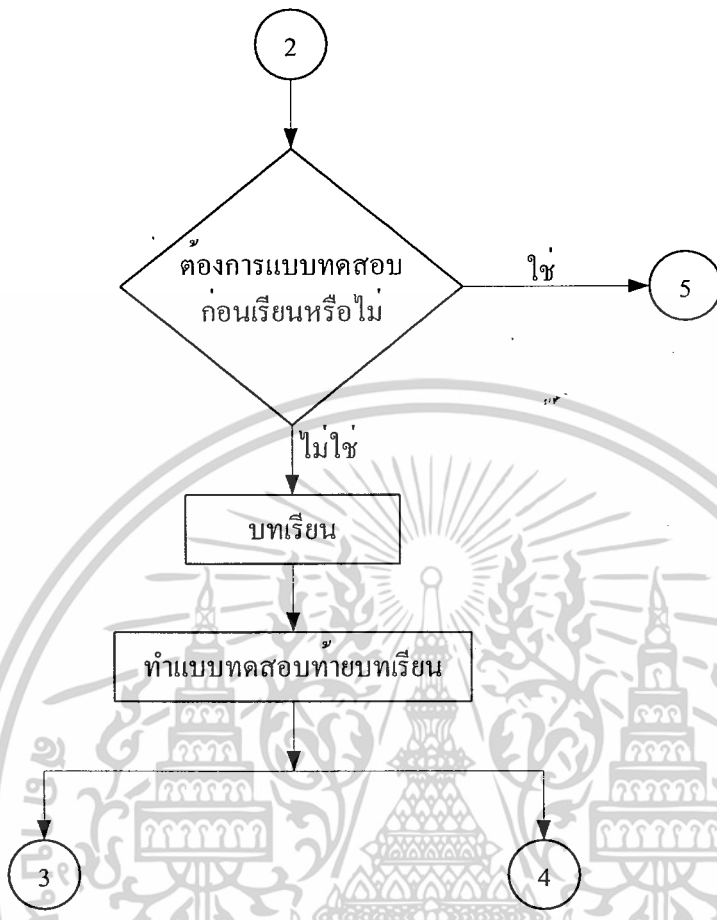 2
ต้องการแบบทดสอบ
ก่อนเรียนหรือไม่
ใช่
5
ไม่ใช่
บทเรียน
ทำแบบทดสอบท้ายบทเรียน
3
4